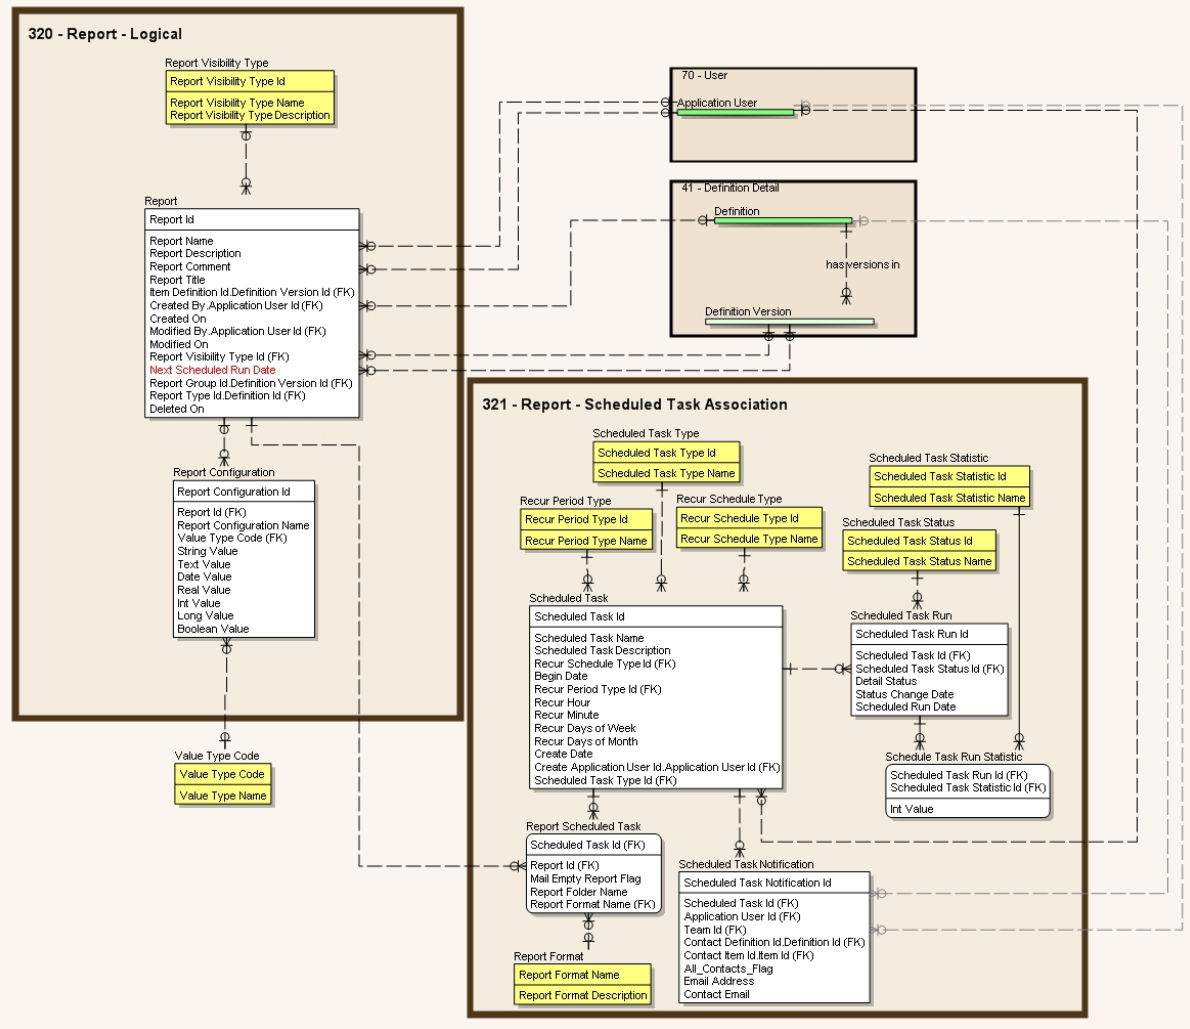 320 - Report - Logical
Report Visibility Type
Report Visibility Type Id
Report Visibility Type Name
Report Visibility Type Description
Report
Report Id
Report Name
Report Description
Report Comment
Report Title
Item Definition Id.Definition Version Id (FK)
Created By.Application User Id (FK)
Created On
Modified By.Application User Id (FK)
Modified On
Report Visibility Type Id (FK)
Next Scheduled Run Date
Report Group Id.Definition Version Id (FK)
Report Type Id.Definition Id (FK)
Deleted On
Report Configuration
Report Configuration Id
Report Id (FK)
Report Configuration Name
Value Type Code (FK)
String Value
Text Value
Date Value
Real Value
Int Value
Long Value
Boolean Value
Value Type Code
Value Type Code
Value Type Name
70 - User
Application User
41 - Definition Detail
Definition
has versions in
Definition Version
321 - Report - Scheduled Task Association
Scheduled Task Type
Scheduled Task Type Id
Scheduled Task Type Name
Recur Period Type
Recur Period Type Id
Recur Period Type Name
Recur Schedule Type
Recur Schedule Type Id
Recur Schedule Type Name
Scheduled Task Statistic
Scheduled Task Statistic Id
Scheduled Task Statistic Name
Scheduled Task Status
Scheduled Task Status Id
Scheduled Task Status Name
Scheduled Task
Scheduled Task Id
Scheduled Task Name
Scheduled Task Description
Recur Schedule Type Id (FK)
Begin Date
Recur Period Type Id (FK)
Recur Hour
Recur Minute
Recur Days of Week
Recur Days of Month
Create Date
Create Application User Id.Application User Id (FK)
Scheduled Task Type Id (FK)
Scheduled Task Run
Scheduled Task Run Id
Scheduled Task Id (FK)
Scheduled Task Status Id (FK)
Detail Status
Status Change Date
Scheduled Run Date
Schedule Task Run Statistic
Scheduled Task Run Id (FK)
Scheduled Task Statistic Id (FK)
Int Value
Report Scheduled Task
Scheduled Task Id (FK)
Report Id (FK)
Mail Empty Report Flag
Report Folder Name
Report Format Name (FK)
Report Format
Report Format Name
Report Format Description
Scheduled Task Notification
Scheduled Task Notification Id
Scheduled Task Id (FK)
Application User Id (FK)
Team Id (FK)
Contact Definition Id.Definition Id (FK)
Contact Item Id.Item Id (FK)
All_Contacts_Flag
Email Address
Contact Email